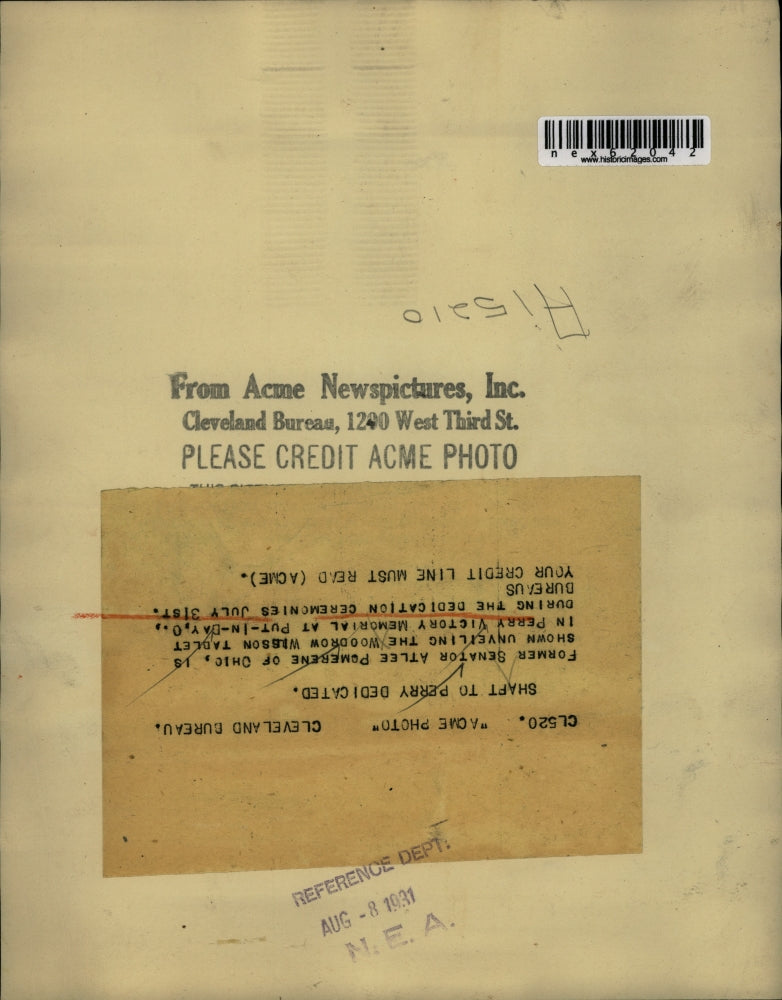 nex62042
www.historicimages.com
A15210
From Acme Newspictures, Inc.
Cleveland Bureau, 1200 West Third St.
PLEASE CREDIT ACME PHOTO
CL520. "ACME PHOTO" CLEVELAND BUREAU.
SHAFT TO PERRY DEDICATED.
FORMER SENATOR ATLEE POMERENE OF OHIO, IS
SHOWN UNVEILING THE WOODROW WILSON TABLET
IN PERRY VICTORY MEMORIAL AT PUT-IN-DAY,O.,
DURING THE DEDICATION CEREMONIES JULY 31ST.
BUREAUS
YOUR CREDIT LINE MUST READ (ACME).
REFERENCE DEPT.
AUG -8 1931
N. E. A.